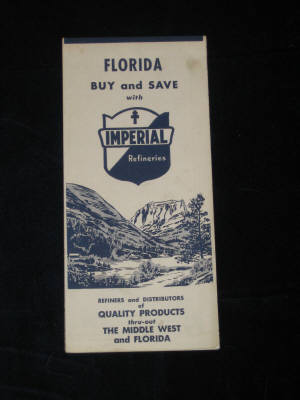 FLORIDA
BUY and SAVE
with
IMPERIAL
Refineries
REFINERS and DISTRIBUTORS
of
QUALITY PRODUCTS
thru-out
THE MIDDLE WEST
and FLORIDA